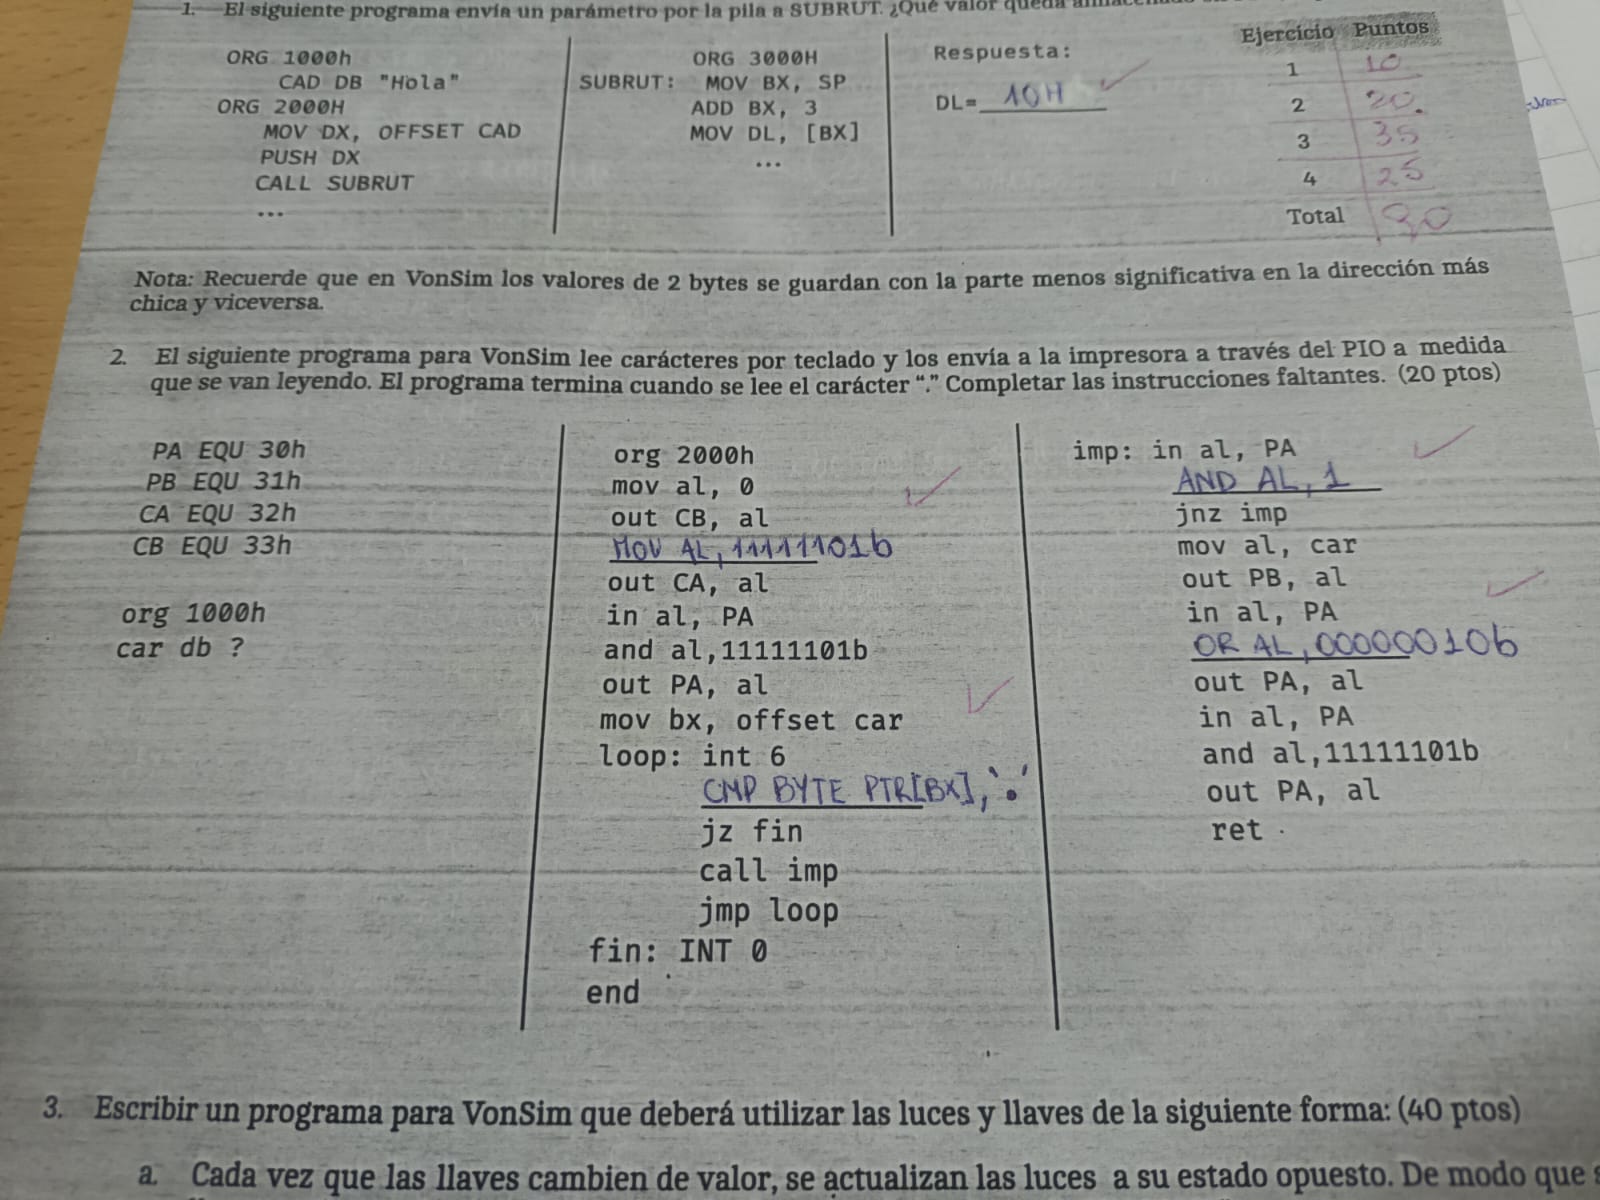 1. El siguiente programa envía un parámetro por la pila a SUBRUT. ¿Qué valor queda
ORG 1000h
CAD DB "Hola"
ORG 2000H
MOV DX, OFFSET CAD
PUSH DX
CALL SUBRUT
...
ORG 3000H
SUBRUT: MOV BX, SP
ADD BX, 3
MOV DL, [BX]
...
Respuesta:
DL= 10H
Ejercicio Puntos
1 10
2 20.
3 35
4 25
Total 90
Nota: Recuerde que en VonSim los valores de 2 bytes se guardan con la parte menos significativa en la dirección más
chica y viceversa.
2. El siguiente programa para VonSim lee carácteres por teclado y los envía a la impresora a través del PIO a medida
que se van leyendo. El programa termina cuando se lee el carácter “.” Completar las instrucciones faltantes. (20 ptos)
PA EQU 30h
PB EQU 31h
CA EQU 32h
CB EQU 33h
org 1000h
car db ?
org 2000h
mov al, 0
out CB, al
MOV AL, 11111101b
out CA, al
in al, PA
and al,11111101b
out PA, al
mov bx, offset car
loop: int 6
CMP BYTE PTR[BX], '.'
jz fin
call imp
jmp loop
fin: INT 0
end
imp: in al, PA
AND AL, 1
jnz imp
mov al, car
out PB, al
in al, PA
OR AL, 00000010b
out PA, al
in al, PA
and al,11111101b
out PA, al
ret
3. Escribir un programa para VonSim que deberá utilizar las luces y llaves de la siguiente forma: (40 ptos)
a. Cada vez que las llaves cambien de valor, se actualizan las luces a su estado opuesto. De modo que